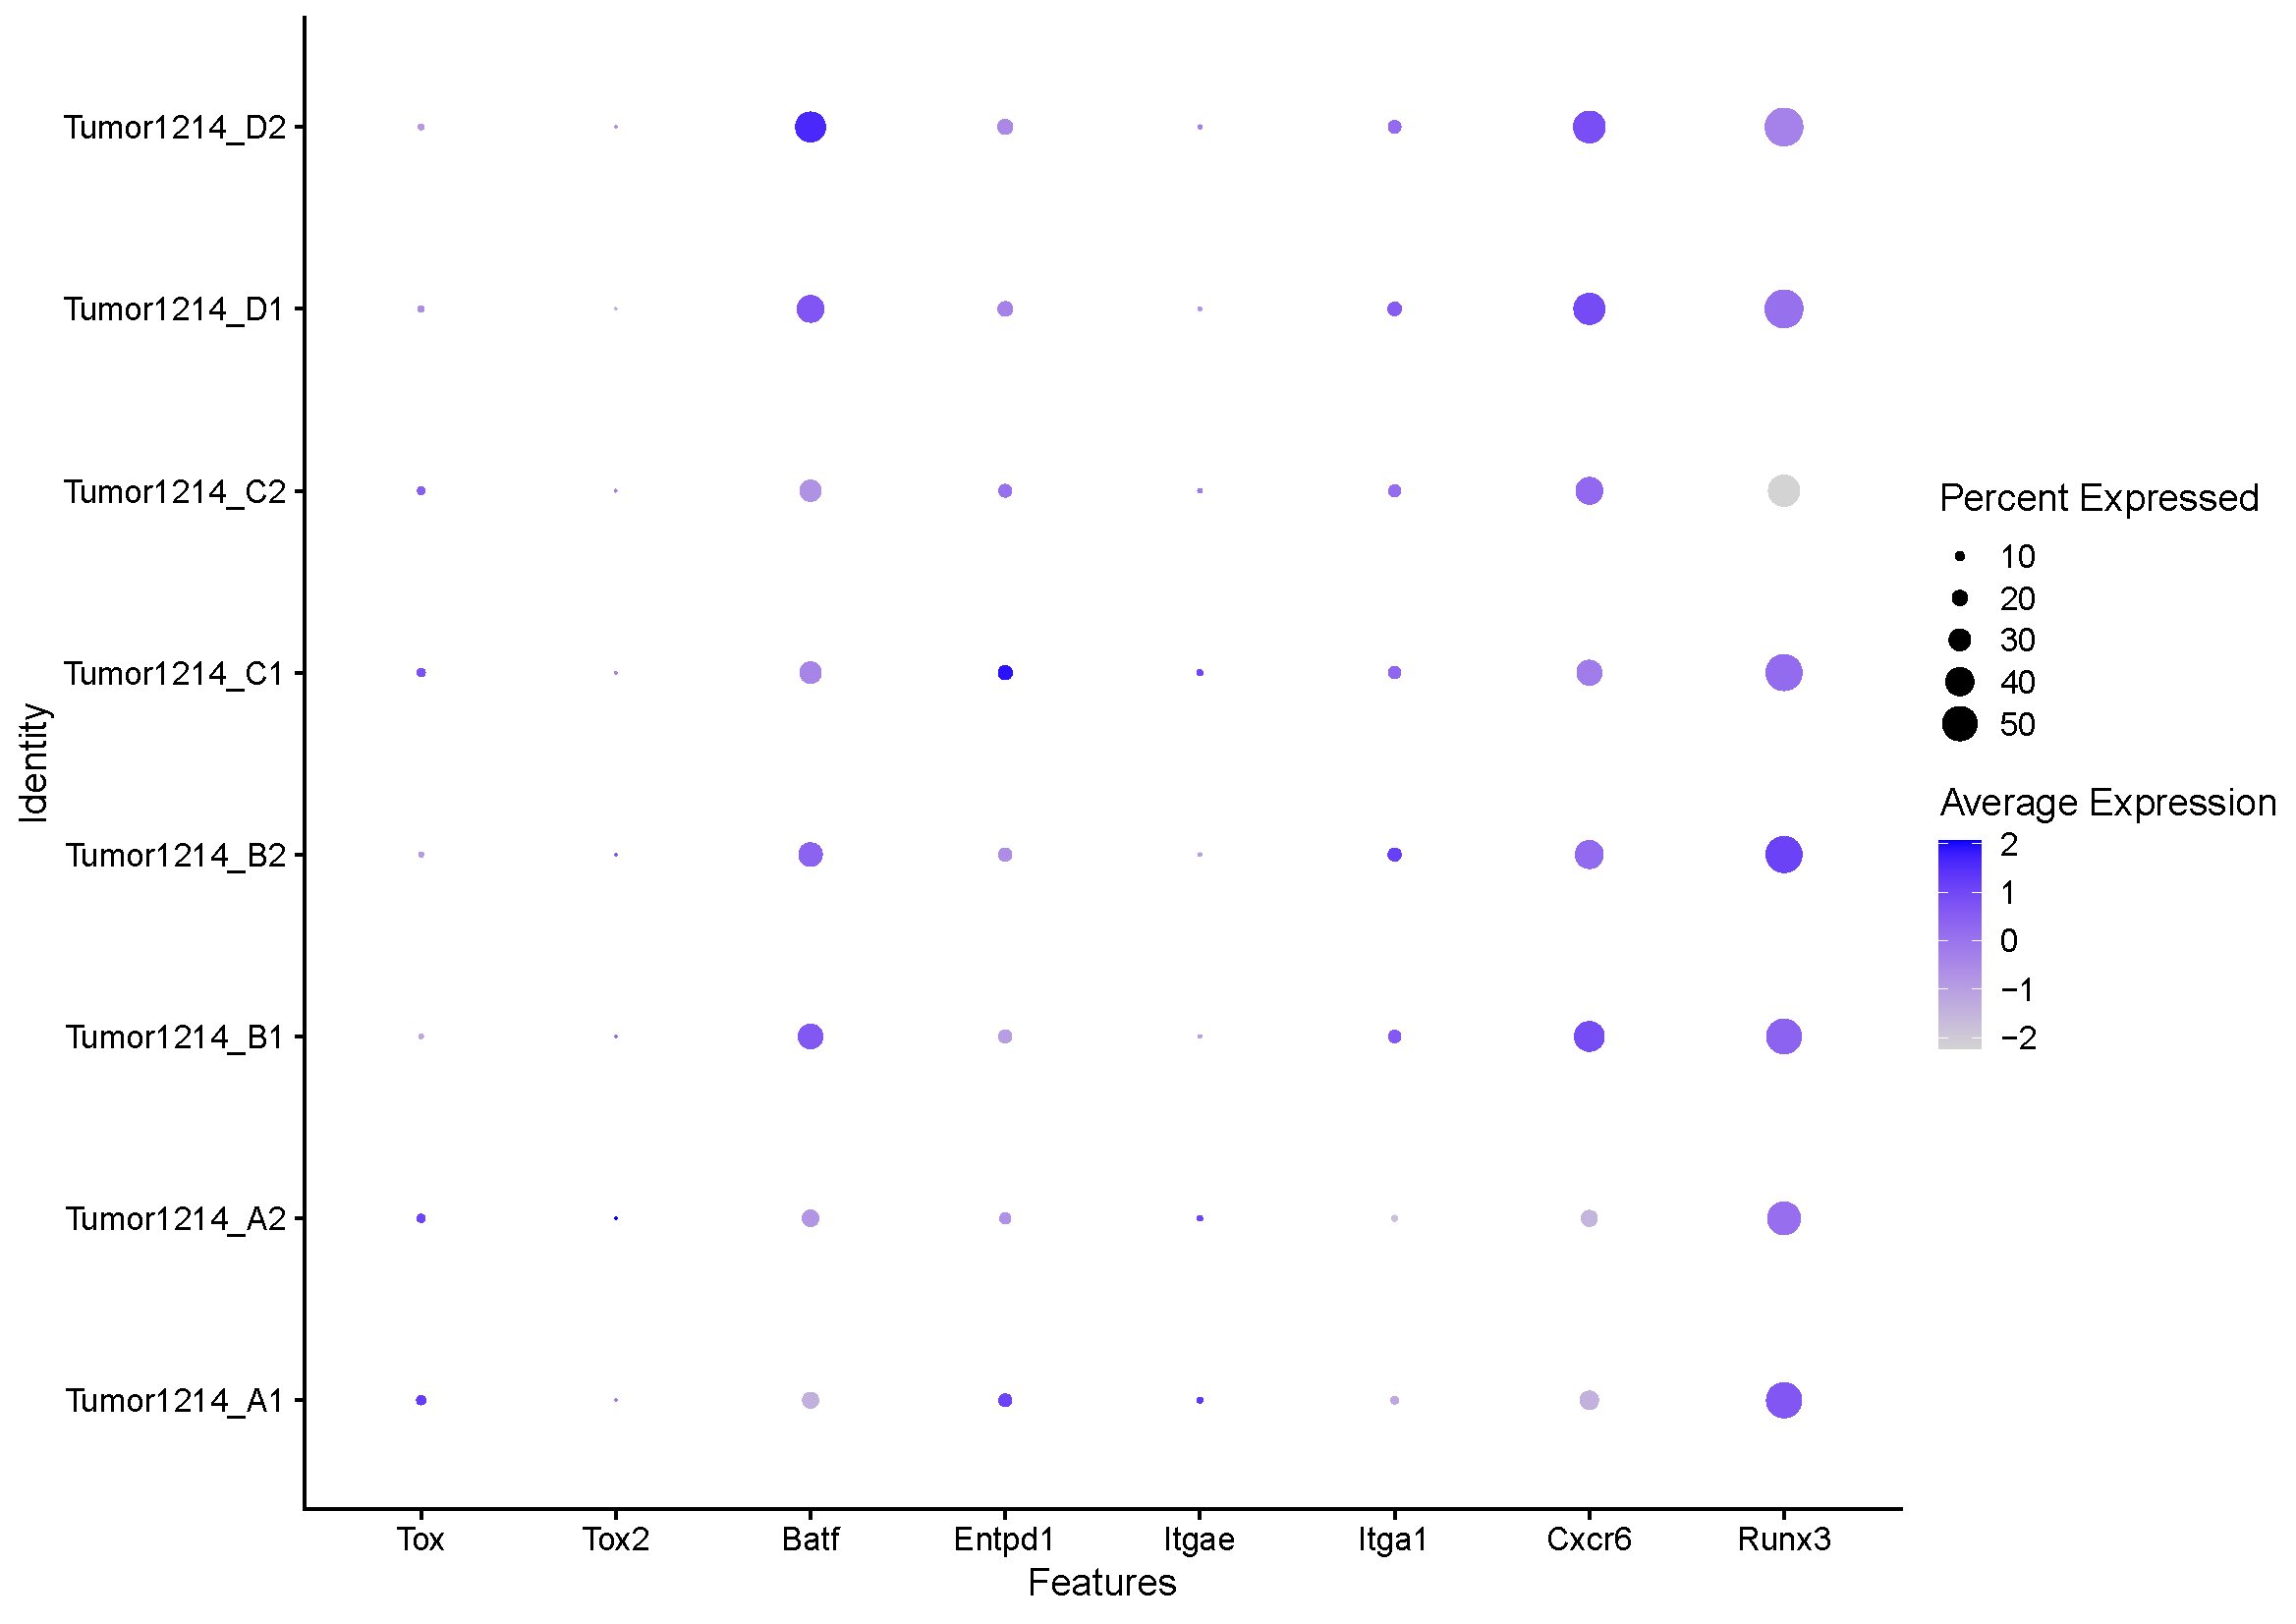 Identity
Tumor1214_D2
Tumor1214_D1
Tumor1214_C2
Tumor1214_C1
Tumor1214_B2
Tumor1214_B1
Tumor1214_A2
Tumor1214_A1
Tox
Tox2
Batf
Entpd1
Itgae
Itga1
Cxcr6
Runx3
Features
Percent Expressed
10
20
30
40
50
Average Expression
2
1
0
−1
−2